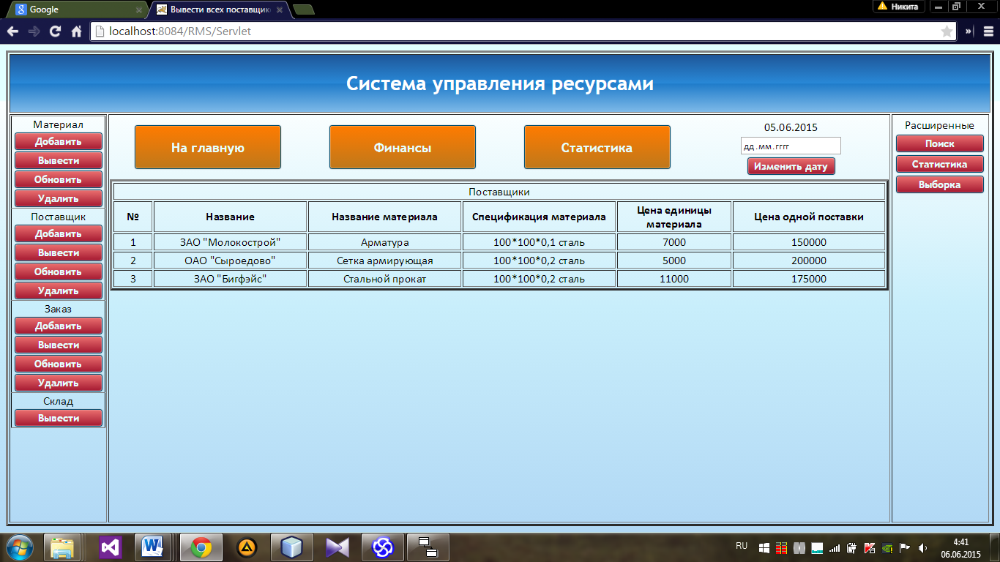 Google
Вывести всех поставщико
Никита
localhost:8084/RMS/Servlet
Система управления ресурсами
Материал
Добавить
Вывести
Обновить
Удалить
Поставщик
Добавить
Вывести
Обновить
Удалить
Заказ
Добавить
Вывести
Обновить
Удалить
Склад
Вывести
На главную
Финансы
Статистика
05.06.2015
дд.мм.гггг
Изменить дату
Поставщики
№ Название Название материала Спецификация материала Цена единицы материала Цена одной поставки
1 ЗАО "Молокострой" Арматура 100*100*0,1 сталь 7000 150000
2 ОАО "Сыроедово" Сетка армирующая 100*100*0,2 сталь 5000 200000
3 ЗАО "Бигфэйс" Стальной прокат 100*100*0,2 сталь 11000 175000
Расширенные
Поиск
Статистика
Выборка
RU
4:41
06.06.2015